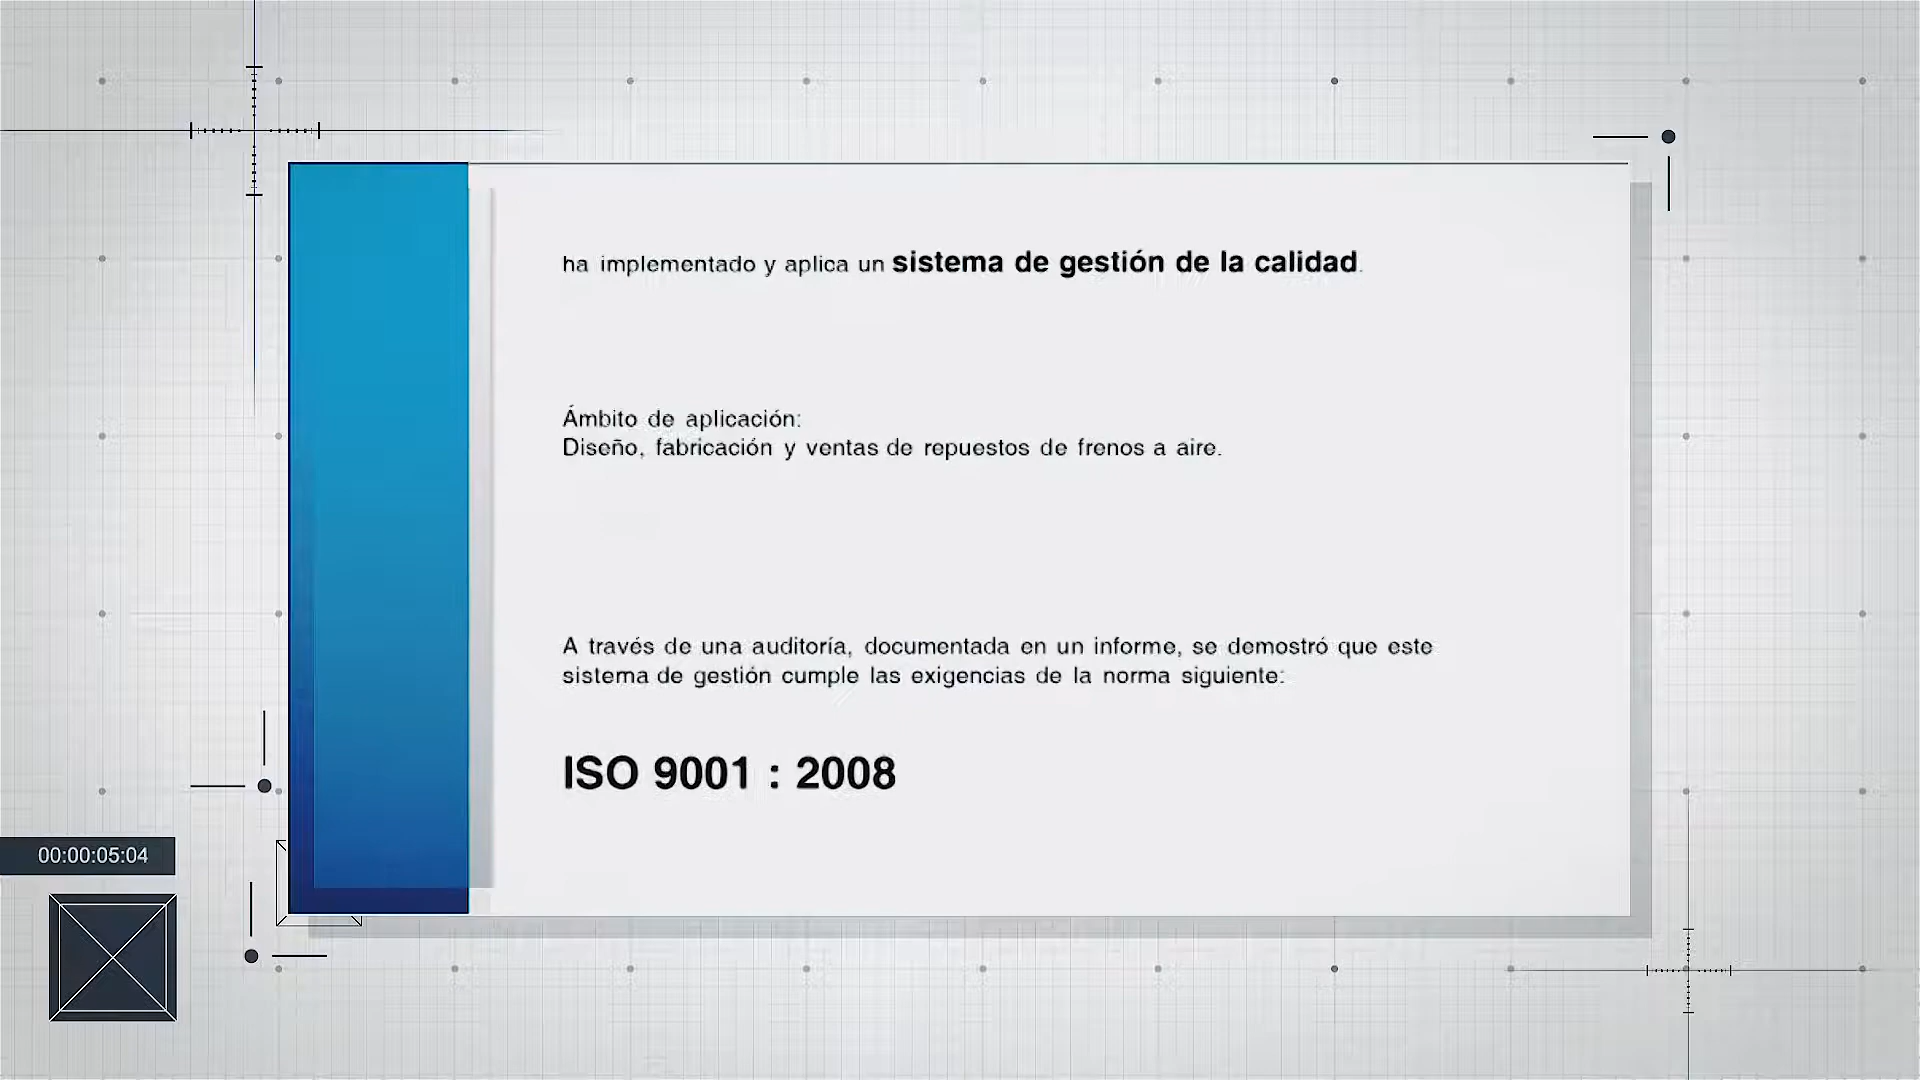 ha implementado y aplica un sistema de gestión de la calidad.
Ámbito de aplicación:
Diseño, fabricación y ventas de repuestos de frenos a aire.
A través de una auditoría, documentada en un informe, se demostró que este
sistema de gestión cumple las exigencias de la norma siguiente:
ISO 9001 : 2008
00:00:05:04